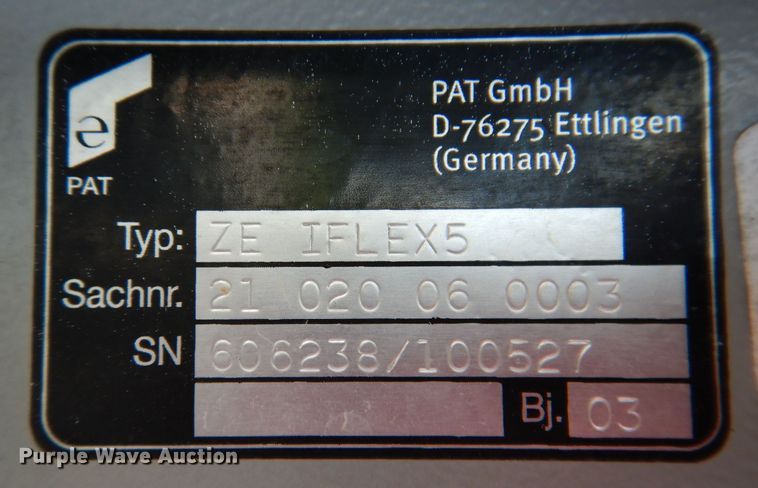 PAT GmbH
D-76275 Ettlingen
(Germany)
e
PAT
Typ: ZE IFLEX5
Sachnr. 21 020 06 0003
SN 606238/100527
Bj. 03
Purple Wave Auction